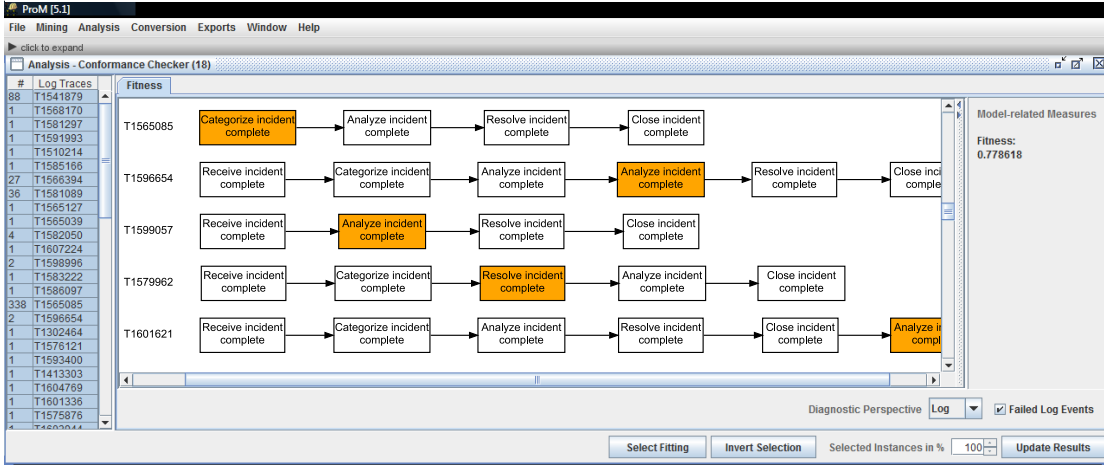 ProM [5.1]
File Mining Analysis Conversion Exports Window Help
click to expand
Analysis - Conformance Checker (18)
# Log Traces
88 T1541879
1 T1568170
1 T1581297
1 T1591993
1 T1510214
1 T1585166
27 T1566394
36 T1581089
1 T1565127
1 T1565039
4 T1582050
1 T1607224
2 T1598996
1 T1583222
1 T1586097
338 T1565085
2 T1596654
1 T1302464
1 T1576121
1 T1593400
1 T1413303
1 T1604769
1 T1601336
1 T1575876
Fitness
T1565085
Categorize incident complete
Analyze incident complete
Resolve incident complete
Close incident complete
T1596654
Receive incident complete
Categorize incident complete
Analyze incident complete
Analyze incident complete
Resolve incident complete
Close inci
comple
T1599057
Receive incident complete
Analyze incident complete
Resolve incident complete
Close incident complete
T1579962
Receive incident complete
Categorize incident complete
Resolve incident complete
Analyze incident complete
Close incident complete
T1601621
Receive incident complete
Categorize incident complete
Analyze incident complete
Resolve incident complete
Close incident complete
Analyze i
compl
Model-related Measures
Fitness:
0.778618
Diagnostic Perspective Log Failed Log Events
Select Fitting Invert Selection Selected Instances in % 100 Update Results